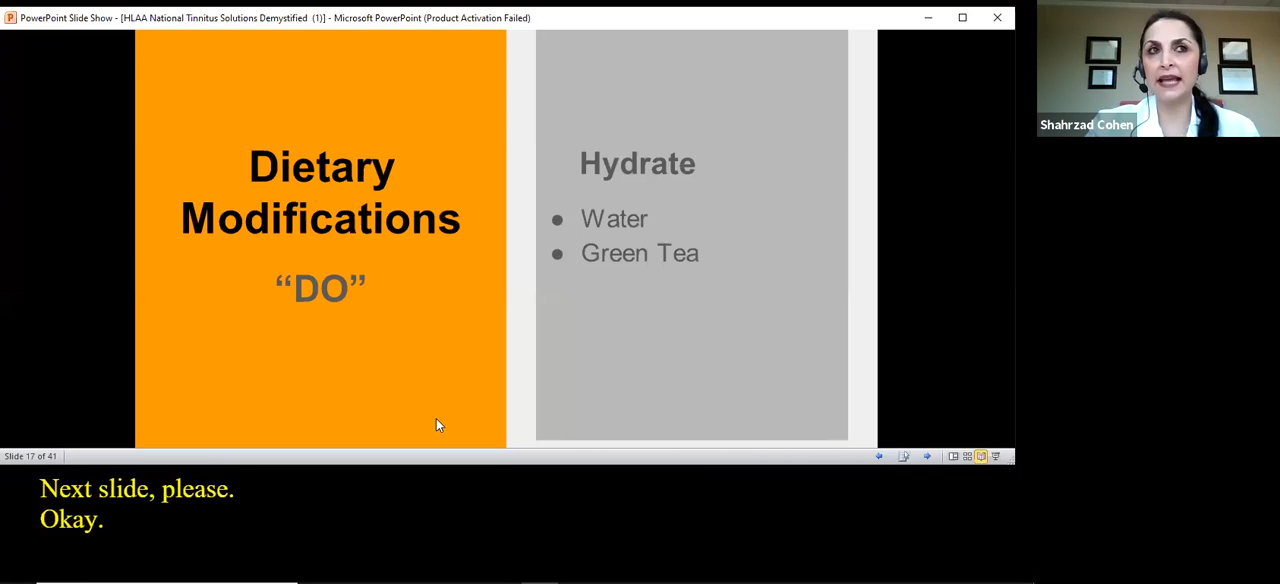 PowerPoint Slide Show - [HLAA National Tinnitus Solutions Demystified (1)] - Microsoft PowerPoint (Product Activation Failed)
Dietary
Modifications
“DO”
Hydrate
● Water
● Green Tea
Shahrzad Cohen
Slide 17 of 41
Next slide, please.
Okay.